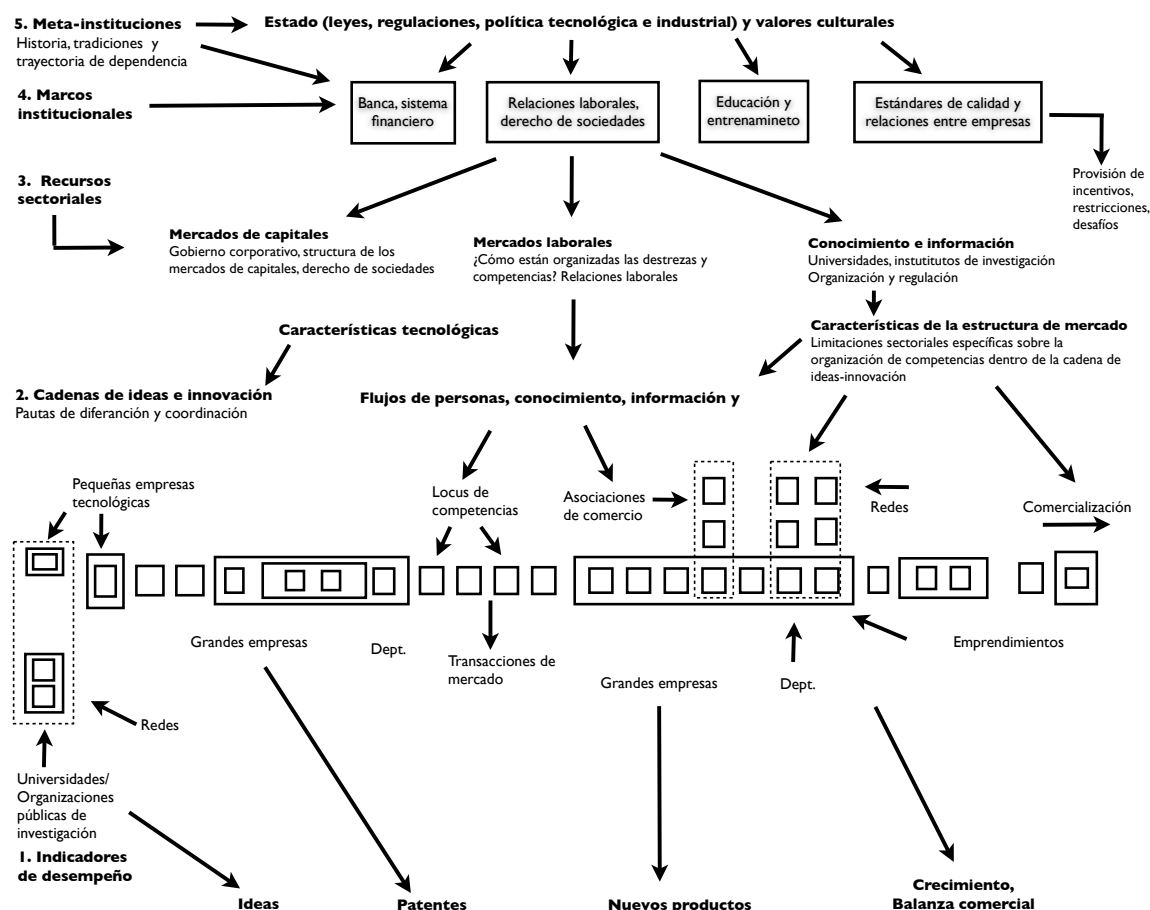 5. Meta-instituciones
Historia, tradiciones y
trayectoria de dependencia
Estado (leyes, regulaciones, política tecnológica e industrial) y valores culturales
4. Marcos
institucionales
Banca, sistema
financiero
Relaciones laborales,
derecho de sociedades
Educación y
entrenamineto
Estándares de calidad y
relaciones entre empresas
Provisión de
incentivos,
restricciones,
desafíos
3. Recursos
sectoriales
Mercados de capitales
Gobierno corporativo, structura de los
mercados de capitales, derecho de sociedades
Mercados laborales
¿Cómo están organizadas las destrezas y
competencias? Relaciones laborales
Conocimiento e información
Universidades, instutitutos de investigación
Organización y regulación
Características tecnológicas
Características de la estructura de mercado
Limitaciones sectoriales específicas sobre la
organización de competencias dentro de la cadena de
ideas-innovación
2. Cadenas de ideas e innovación
Pautas de diferanción y coordinación
Flujos de personas, conocimiento, información y
Pequeñas empresas
tecnológicas
Locus de
competencias
Asociaciones
de comercio
Redes
Comercialización
Grandes empresas
Dept.
Transacciones de
mercado
Grandes empresas
Dept.
Emprendimientos
Redes
Universidades/
Organizaciones
públicas de
investigación
1. Indicadores
de desempeño
Ideas
Patentes
Nuevos productos
Crecimiento,
Balanza comercial